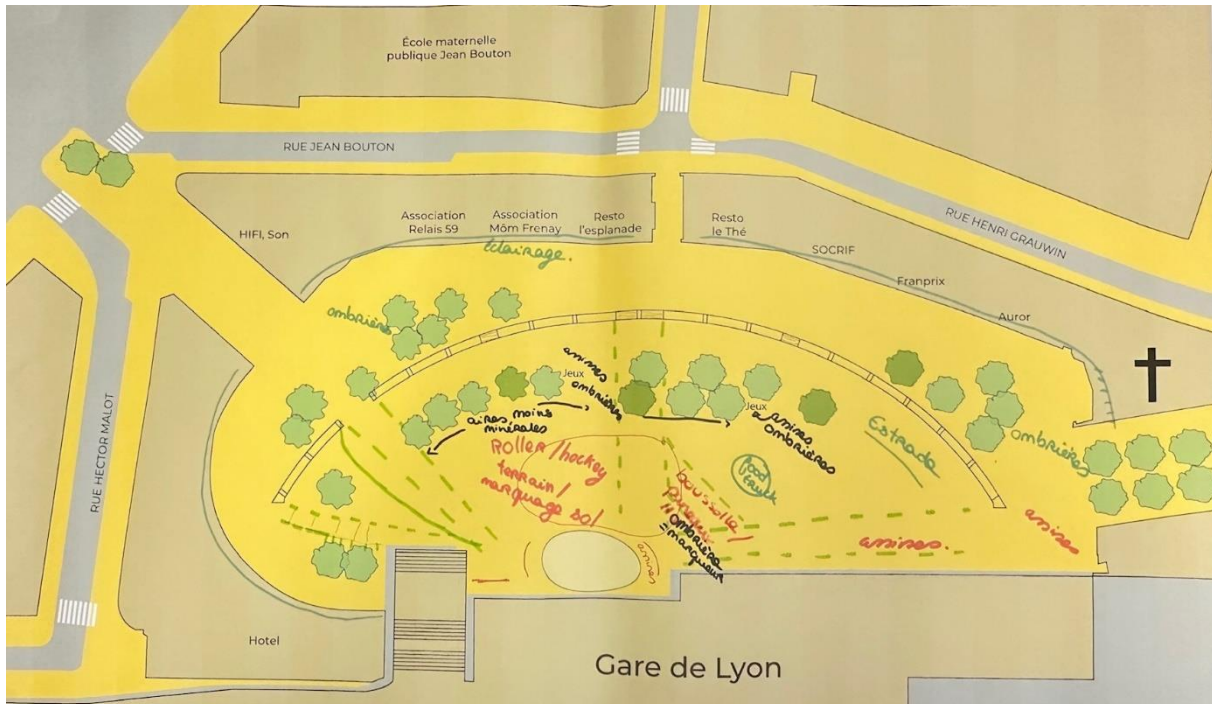 École maternelle
publique Jean Bouton
RUE JEAN BOUTON
RUE HENRI GRAUWIN
RUE HECTOR MALOT
HIFI, Son
Association
Relais 59
Association
Môm Frenay
Resto
l'esplanade
Resto
le Thé
SOCRIF
Franprix
Auror
éclairage.
ombrières
Jeux
assises
ombrières
aires moins
minérales
Jeux
assises
ombrières
Estrade
ombrières
Roller/hockey
terrain/
marquage sol
Food
Truck
boussole/
ombrière
marqueur
assises
assises.
assises
Hotel
Gare de Lyon